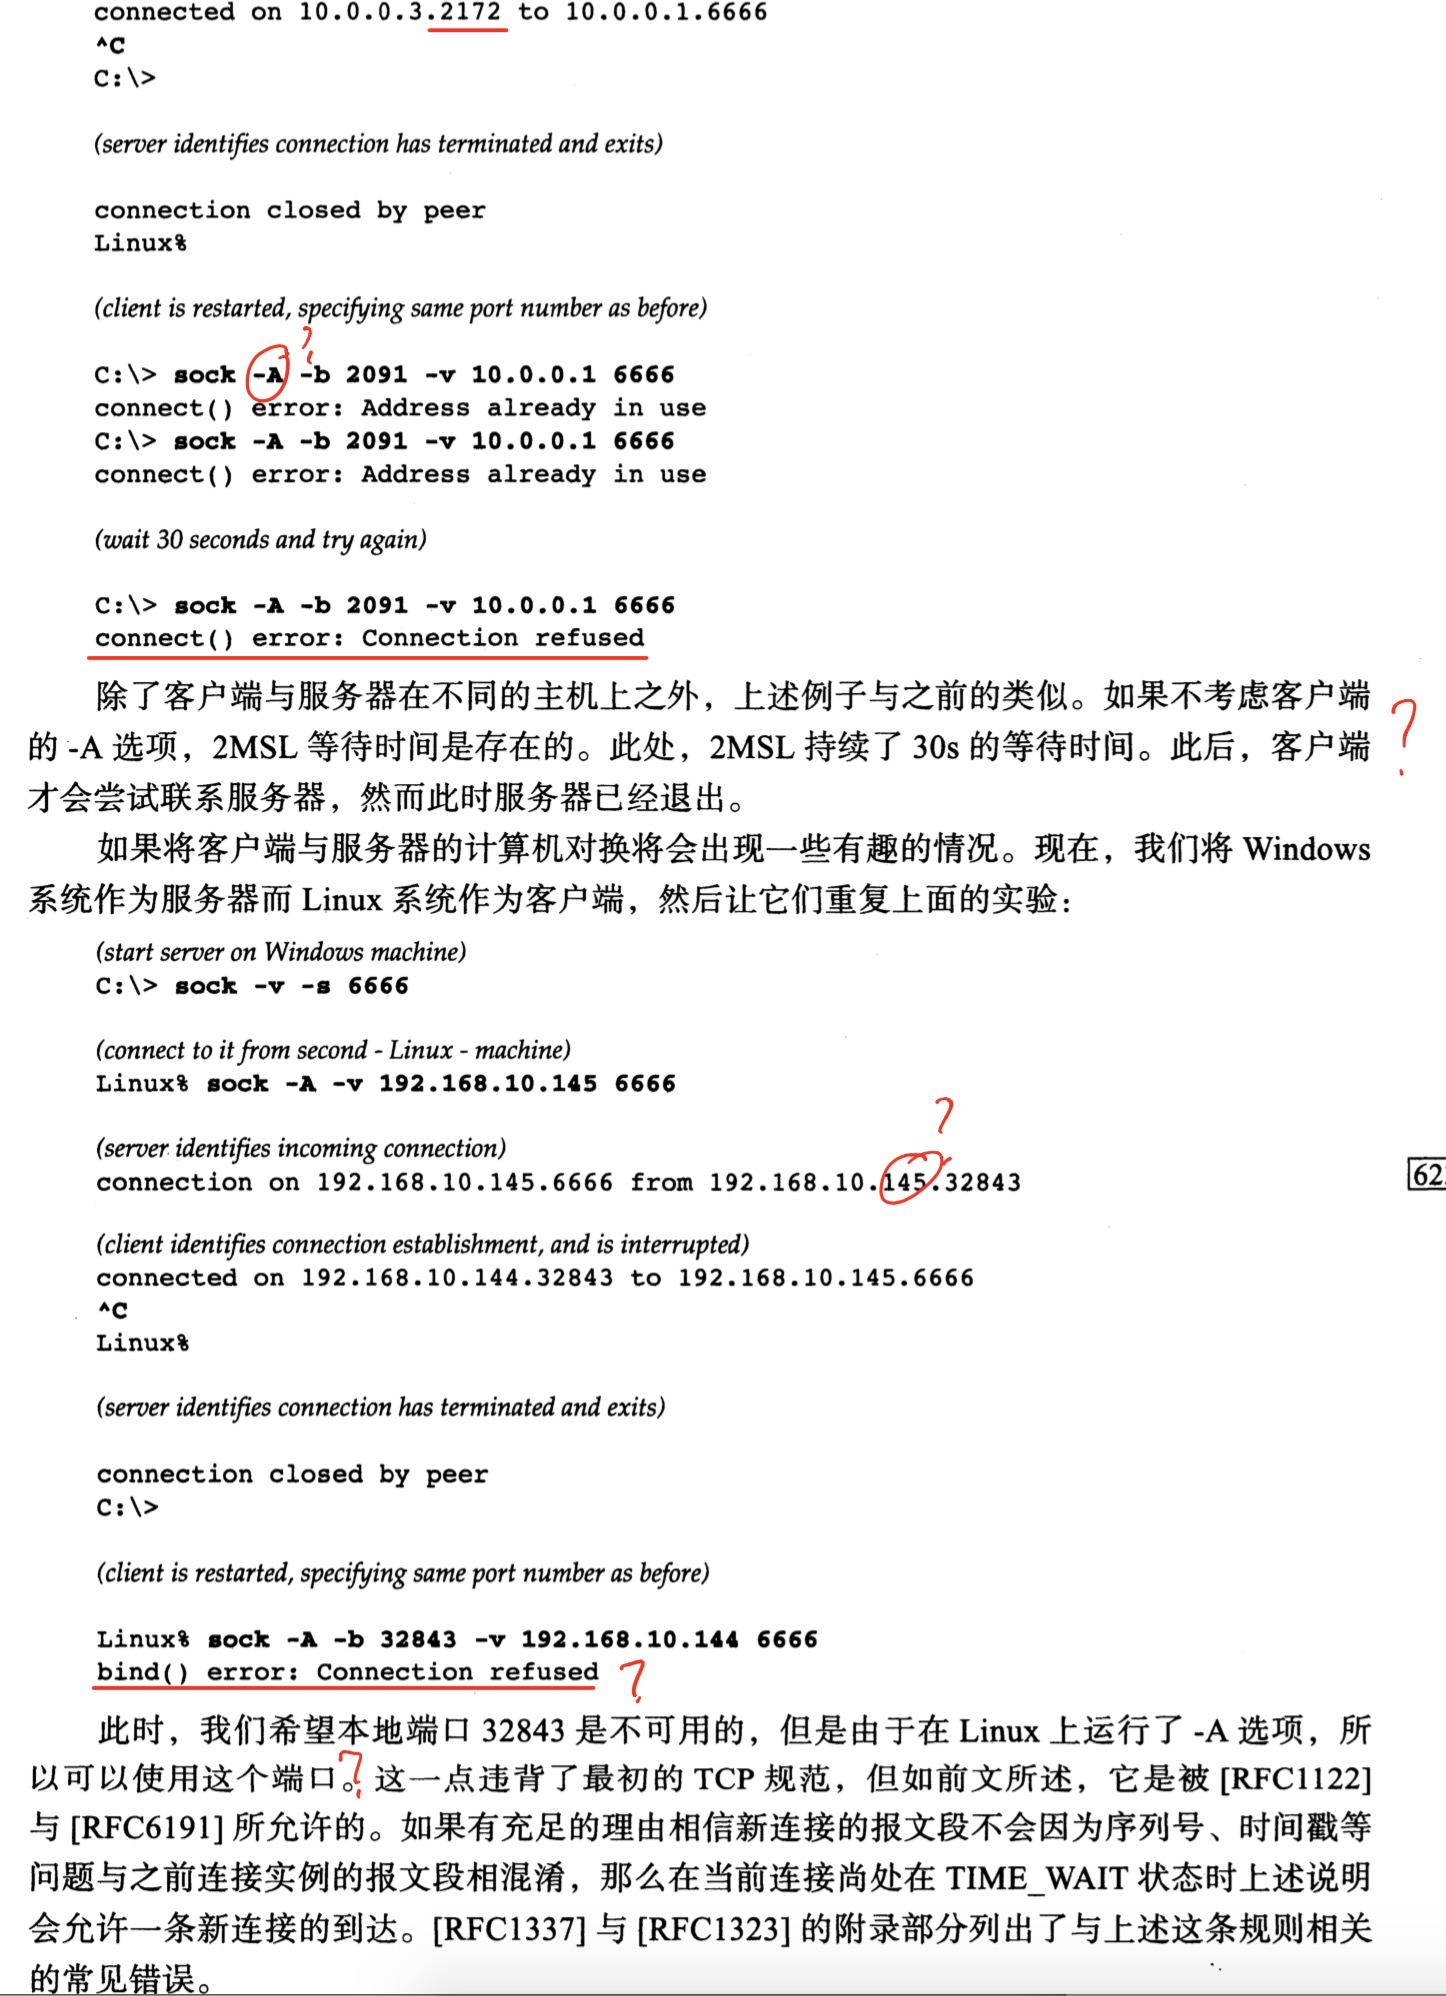 connected on 10.0.0.3.2172 to 10.0.0.1.6666
^C
C:\>
(server identifies connection has terminated and exits)
connection closed by peer
Linux%
(client is restarted, specifying same port number as before)
?
C:\> sock -A -b 2091 -v 10.0.0.1 6666
connect() error: Address already in use
C:\> sock -A -b 2091 -v 10.0.0.1 6666
connect() error: Address already in use
(wait 30 seconds and try again)
C:\> sock -A -b 2091 -v 10.0.0.1 6666
connect() error: Connection refused
除了客户端与服务器在不同的主机上之外，上述例子与之前的类似。如果不考虑客户端
?
的 -A 选项，2MSL 等待时间是存在的。此处，2MSL 持续了 30s 的等待时间。此后，客户端
才会尝试联系服务器，然而此时服务器已经退出。
如果将客户端与服务器的计算机对换将会出现一些有趣的情况。现在，我们将 Windows
系统作为服务器而 Linux 系统作为客户端，然后让它们重复上面的实验：
(start server on Windows machine)
C:\> sock -v -s 6666
(connect to it from second - Linux - machine)
Linux% sock -A -v 192.168.10.145 6666
?
(server identifies incoming connection)
connection on 192.168.10.145.6666 from 192.168.10.145.32843
62
(client identifies connection establishment, and is interrupted)
connected on 192.168.10.144.32843 to 192.168.10.145.6666
^C
Linux%
(server identifies connection has terminated and exits)
connection closed by peer
C:\>
(client is restarted, specifying same port number as before)
Linux% sock -A -b 32843 -v 192.168.10.144 6666
bind() error: Connection refused ?
此时，我们希望本地端口 32843 是不可用的，但是由于在 Linux 上运行了 -A 选项，所
以可以使用这个端口。? 这一点违背了最初的 TCP 规范，但如前文所述，它是被 [RFC1122]
与 [RFC6191] 所允许的。如果有充足的理由相信新连接的报文段不会因为序列号、时间戳等
问题与之前连接实例的报文段相混淆，那么在当前连接尚处在 TIME_WAIT 状态时上述说明
会允许一条新连接的到达。[RFC1337] 与 [RFC1323] 的附录部分列出了与上述这条规则相关
的常见错误。